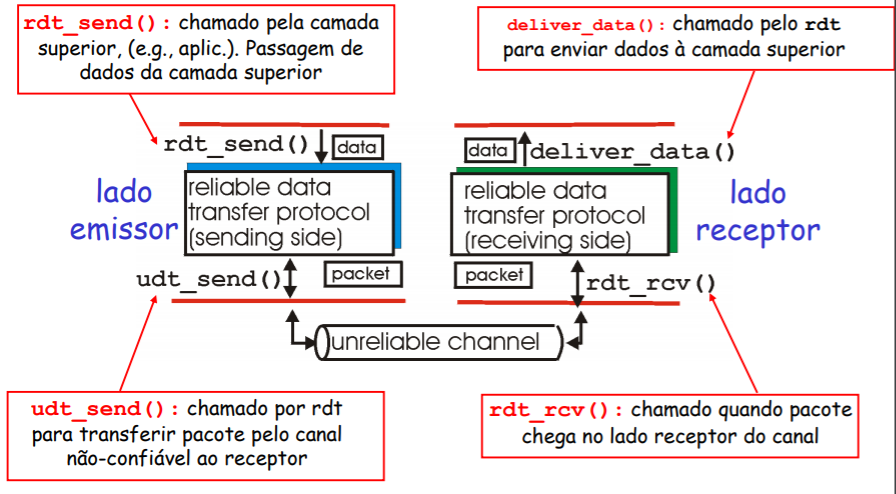 rdt_send(): chamado pela camada
superior, (e.g., aplic.). Passagem de
dados da camada superior
deliver_data(): chamado pelo rdt
para enviar dados à camada superior
rdt_send()
data
data
deliver_data()
lado
emissor
reliable data
transfer protocol
(sending side)
reliable data
transfer protocol
(receiving side)
lado
receptor
udt_send()
packet
packet
rdt_rcv()
unreliable channel
udt_send(): chamado por rdt
para transferir pacote pelo canal
não-confiável ao receptor
rdt_rcv(): chamado quando pacote
chega no lado receptor do canal